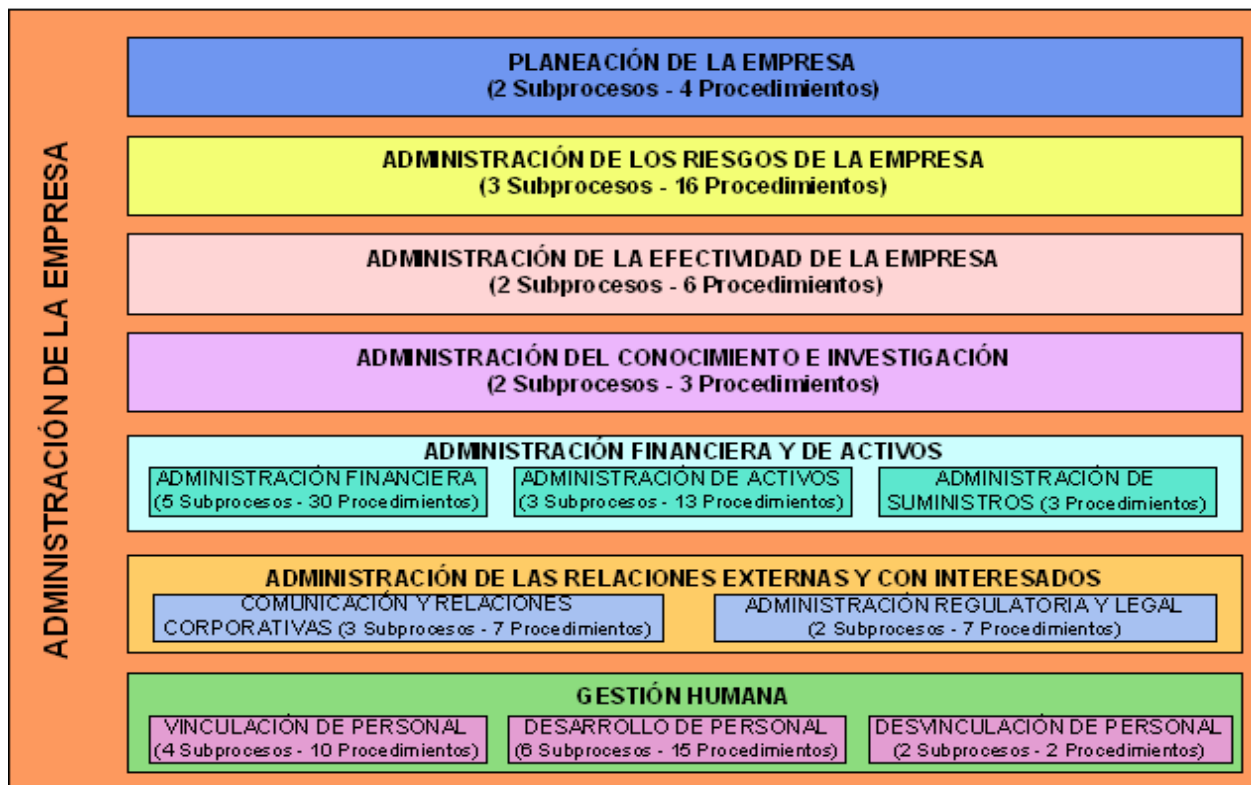 ADMINISTRACIÓN DE LA EMPRESA
PLANEACIÓN DE LA EMPRESA
(2 Subprocesos - 4 Procedimientos)
ADMINISTRACIÓN DE LOS RIESGOS DE LA EMPRESA
(3 Subprocesos - 16 Procedimientos)
ADMINISTRACIÓN DE LA EFECTIVIDAD DE LA EMPRESA
(2 Subprocesos - 6 Procedimientos)
ADMINISTRACIÓN DEL CONOCIMIENTO E INVESTIGACIÓN
(2 Subprocesos - 3 Procedimientos)
ADMINISTRACIÓN FINANCIERA Y DE ACTIVOS
ADMINISTRACIÓN FINANCIERA
(5 Subprocesos - 30 Procedimientos)
ADMINISTRACIÓN DE ACTIVOS
(3 Subprocesos - 13 Procedimientos)
ADMINISTRACIÓN DE
SUMINISTROS (3 Procedimientos)
ADMINISTRACIÓN DE LAS RELACIONES EXTERNAS Y CON INTERESADOS
COMUNICACIÓN Y RELACIONES
CORPORATIVAS (3 Subprocesos - 7 Procedimientos)
ADMINISTRACIÓN REGULATORIA Y LEGAL
(2 Subprocesos - 7 Procedimientos)
GESTIÓN HUMANA
VINCULACIÓN DE PERSONAL
(4 Subprocesos - 10 Procedimientos)
DESARROLLO DE PERSONAL
(6 Subprocesos - 15 Procedimientos)
DESVINCULACIÓN DE PERSONAL
(2 Subprocesos - 2 Procedimientos)